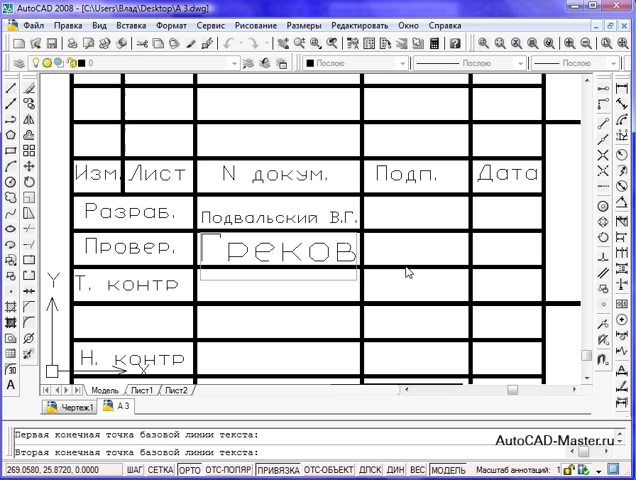 AutoCAD 2008 - [C:\Users\Влад\Desktop\А 3.dwg]
Файл Правка Вид Вставка Формат Сервис Рисование Размеры Редактировать Окно Справка
0 Послою Послою Послою
Изм. Лист N докум. Подп. Дата
Разраб. Подвальский В.Г.
Провер. Греков
Т. контр
Н. контр
Y
X
Модель Лист1 Лист2
Чертеж1 А 3
Первая конечная точка базовой линии текста:
Вторая конечная точка базовой линии текста:
AutoCAD-Master.ru
269.0580, 25.8720, 0.0000 ШАГ СЕТКА ОРТО ОТС-ПОЛЯР ПРИВЯЗКА ОТС-ОБЪЕКТ ДПСК ДИН ВЕС МОДЕЛЬ Масштаб аннотаций: 1